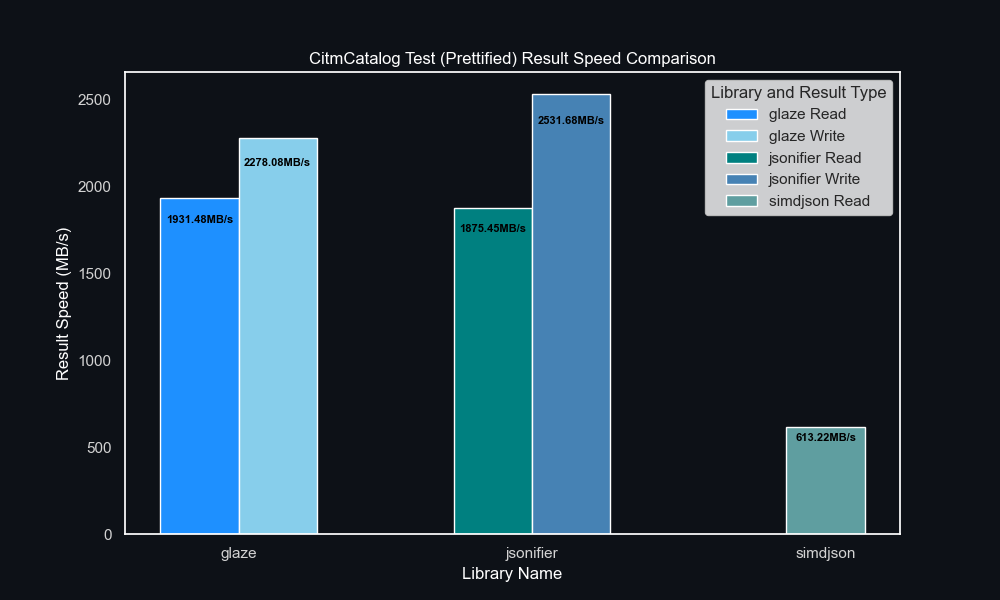 CitmCatalog Test (Prettified) Result Speed Comparison
Result Speed (MB/s)
2500
2000
1500
1000
500
0
1931.48MB/s
2278.08MB/s
1875.45MB/s
2531.68MB/s
613.22MB/s
Library and Result Type
glaze Read
glaze Write
jsonifier Read
jsonifier Write
simdjson Read
glaze
jsonifier
simdjson
Library Name